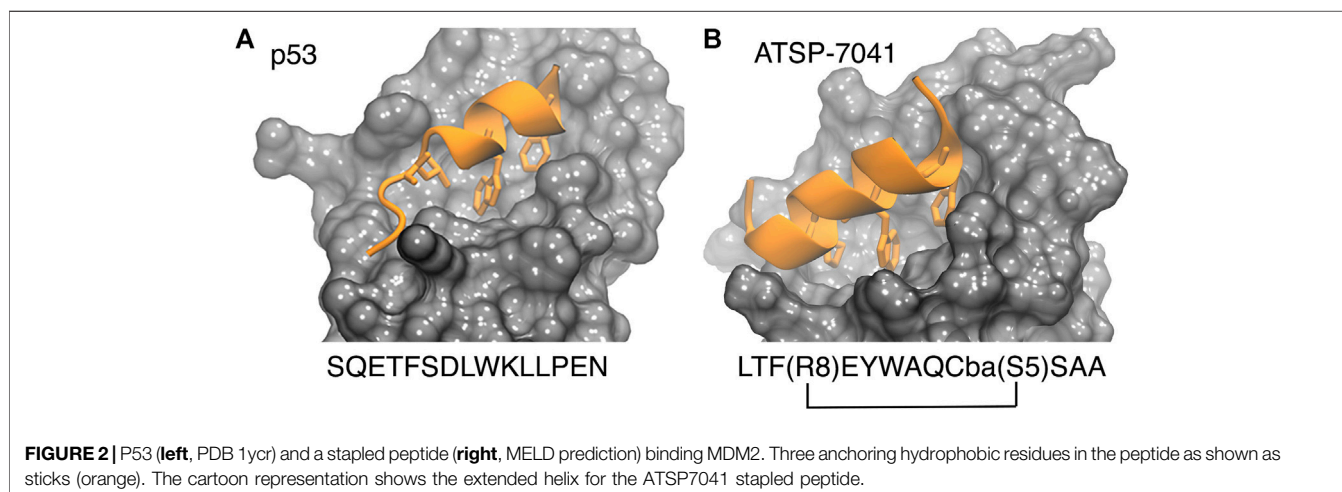 A p53
B ATSP-7041
SQETFSDLWKLLPEN
LTF(R8)EYWAQCba(S5)SAA
FIGURE 2 | P53 (left, PDB 1ycr) and a stapled peptide (right, MELD prediction) binding MDM2. Three anchoring hydrophobic residues in the peptide as shown as
sticks (orange). The cartoon representation shows the extended helix for the ATSP7041 stapled peptide.